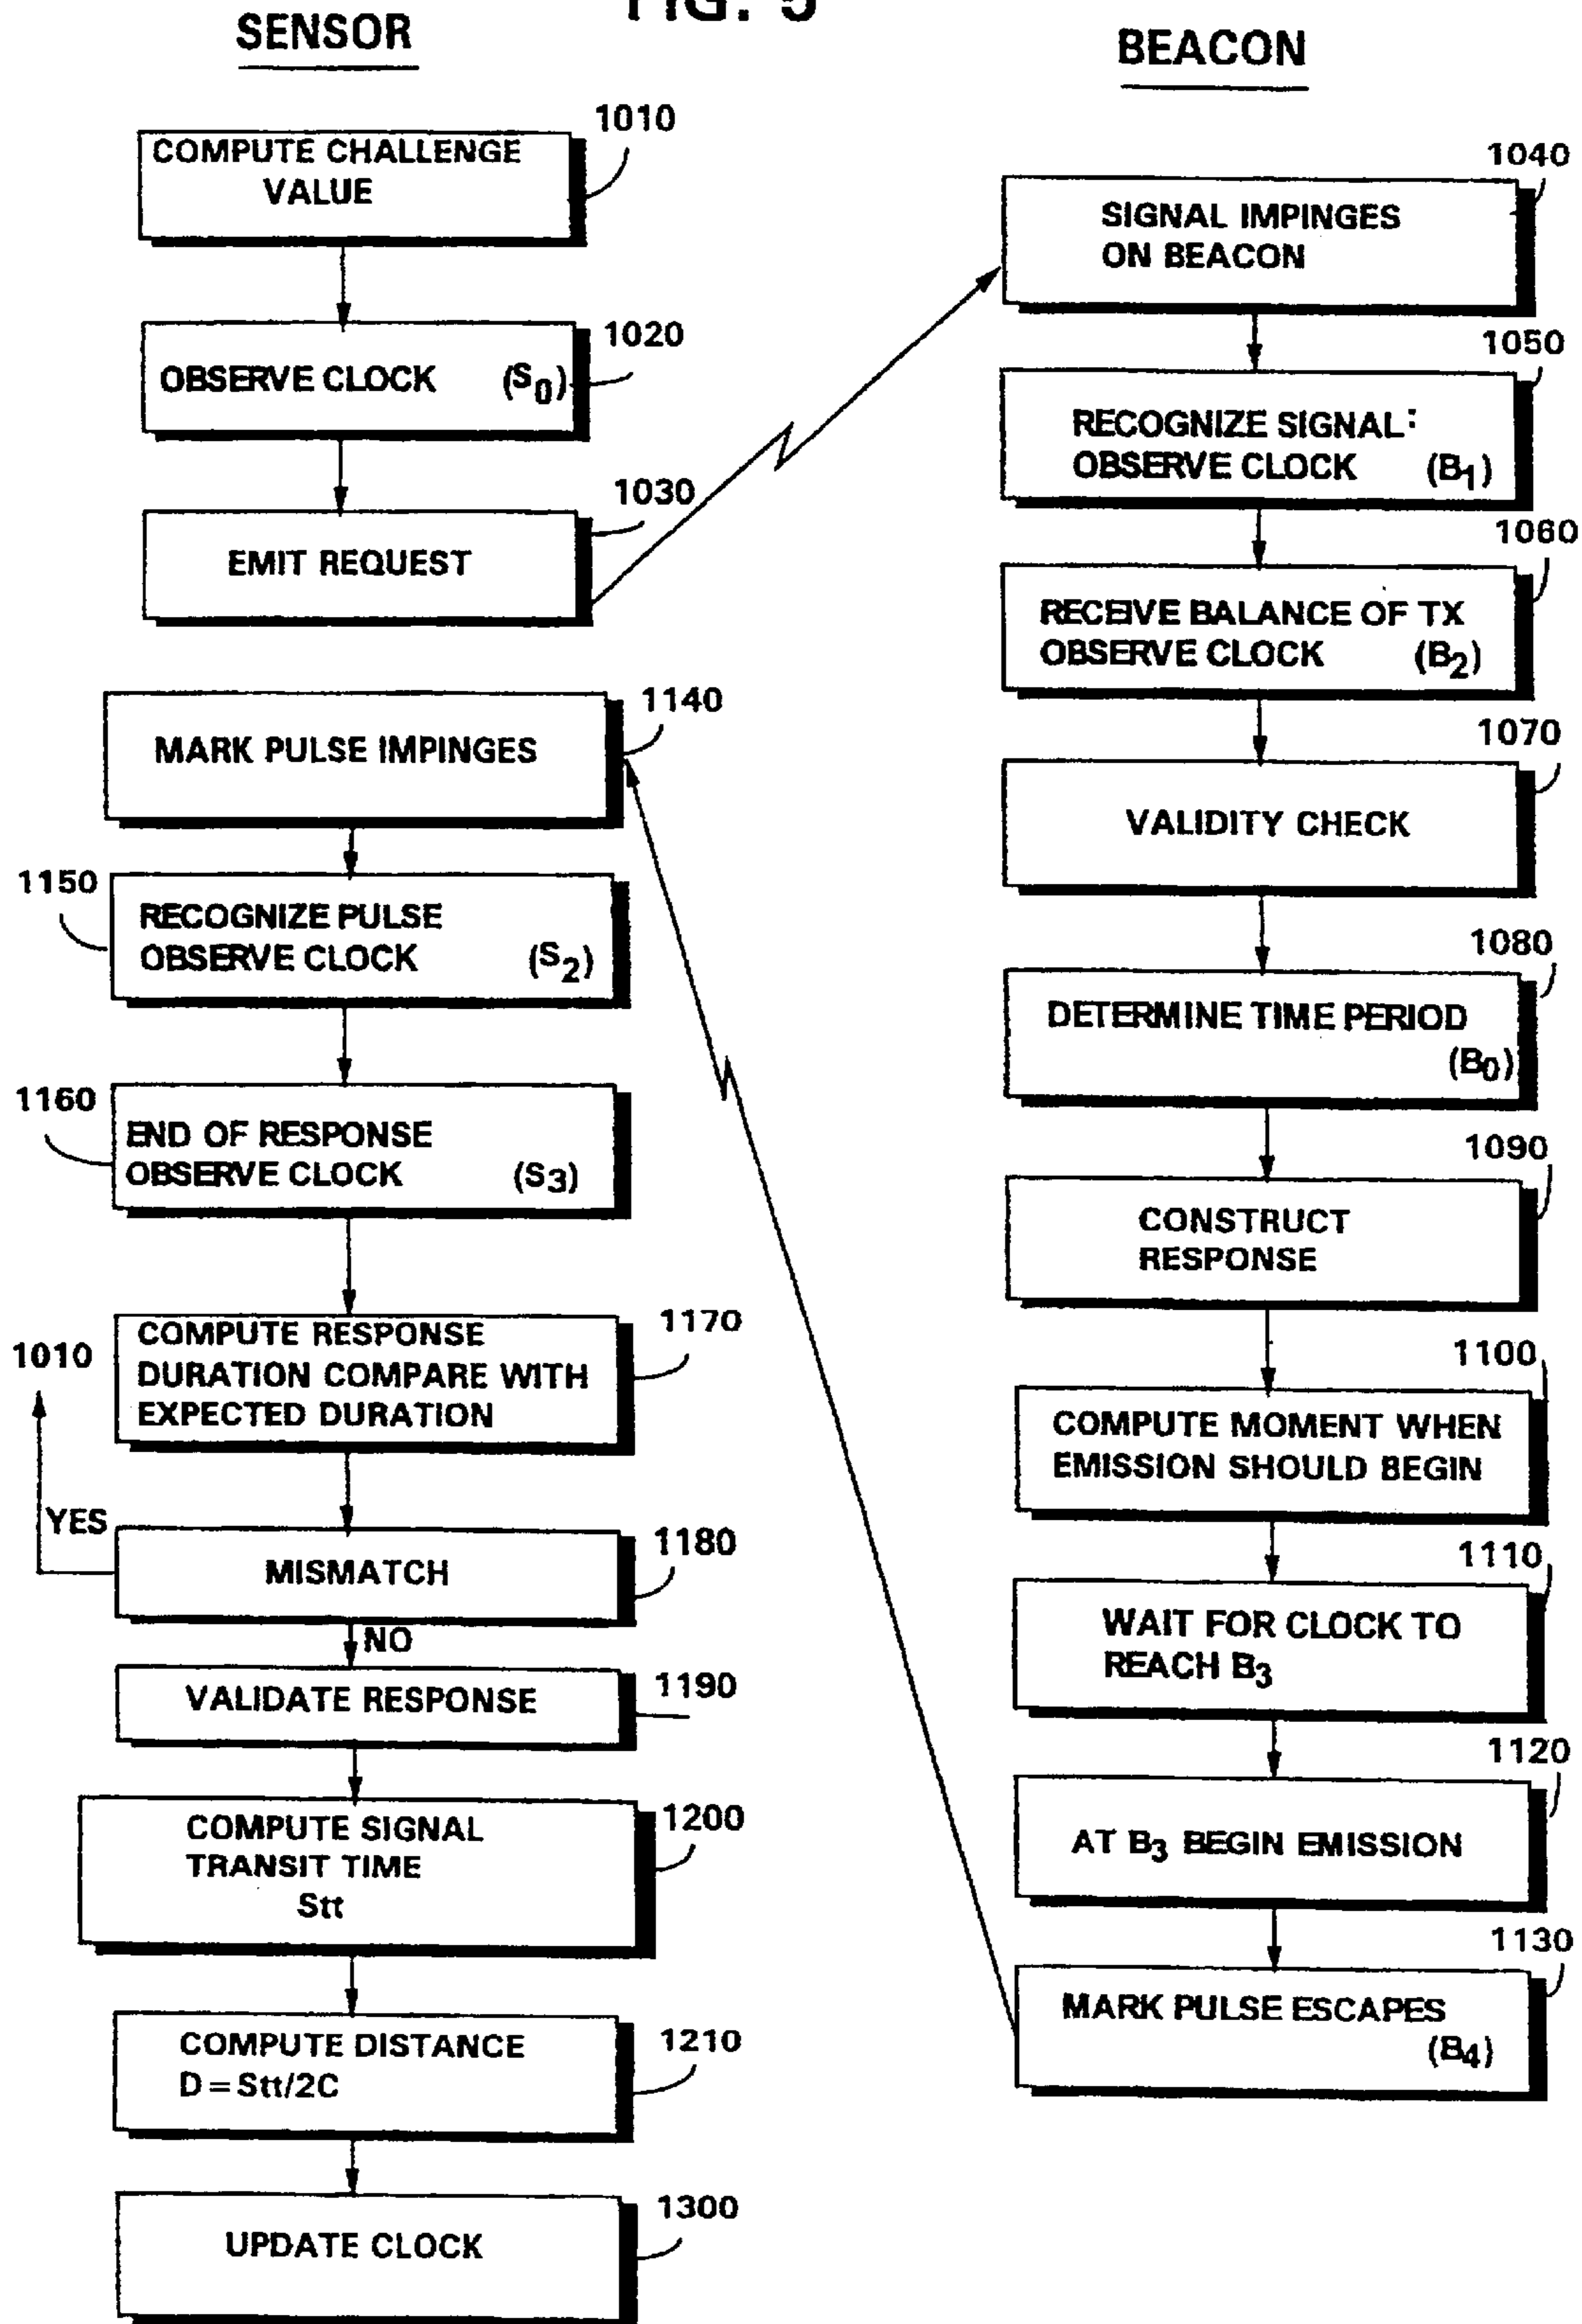 FIG. 5
SENSOR
1010
COMPUTE CHALLENGE
VALUE
1020
OBSERVE CLOCK (S0)
1030
EMIT REQUEST
1140
MARK PULSE IMPINGES
1150
RECOGNIZE PULSE
OBSERVE CLOCK (S2)
1160
END OF RESPONSE
OBSERVE CLOCK (S3)
1170
COMPUTE RESPONSE
DURATION COMPARE WITH
EXPECTED DURATION
1010
YES
1180
MISMATCH
NO
1190
VALIDATE RESPONSE
1200
COMPUTE SIGNAL
TRANSIT TIME
Stt
1210
COMPUTE DISTANCE
D = Stt/2C
1300
UPDATE CLOCK
BEACON
1040
SIGNAL IMPINGES
ON BEACON
1050
RECOGNIZE SIGNAL:
OBSERVE CLOCK (B1)
1060
RECEIVE BALANCE OF TX
OBSERVE CLOCK (B2)
1070
VALIDITY CHECK
1080
DETERMINE TIME PERIOD
(B0)
1090
CONSTRUCT
RESPONSE
1100
COMPUTE MOMENT WHEN
EMISSION SHOULD BEGIN
1110
WAIT FOR CLOCK TO
REACH B3
1120
AT B3 BEGIN EMISSION
1130
MARK PULSE ESCAPES
(B4)